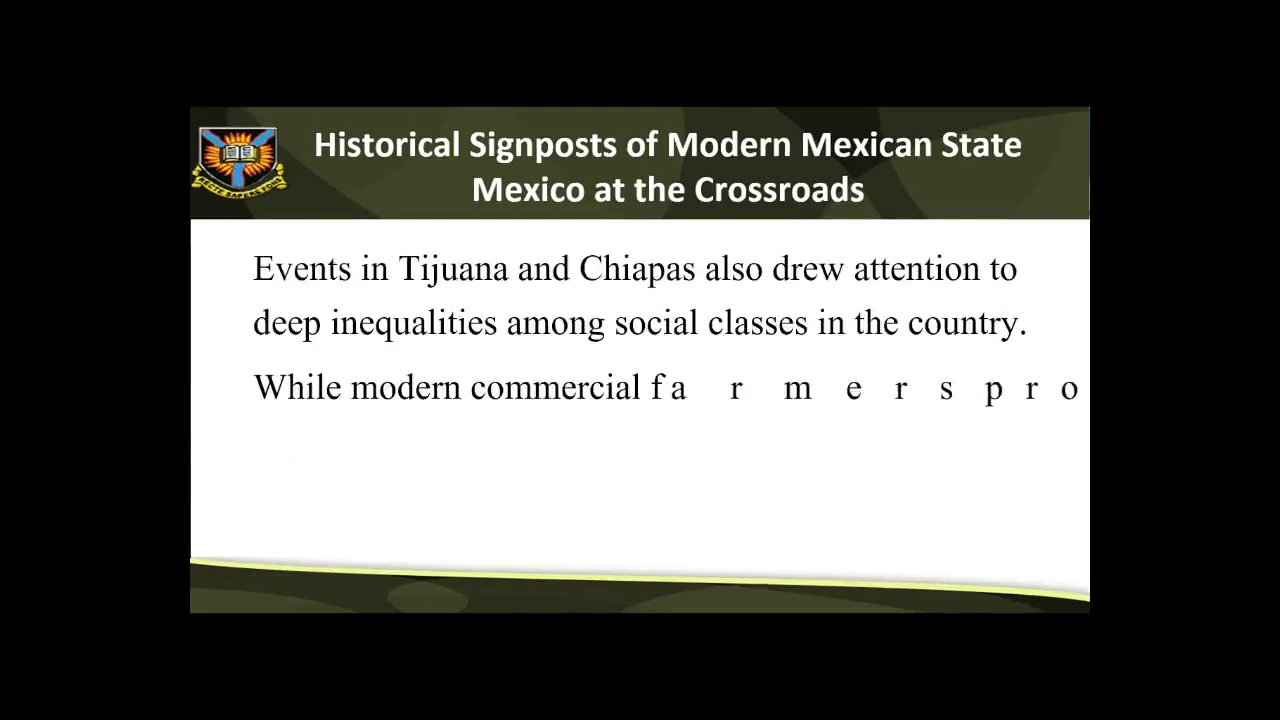 Historical Signposts of Modern Mexican State
Mexico at the Crossroads
Events in Tijuana and Chiapas also drew attention to
deep inequalities among social classes in the country.
While modern commercial f a r m e r s p r o